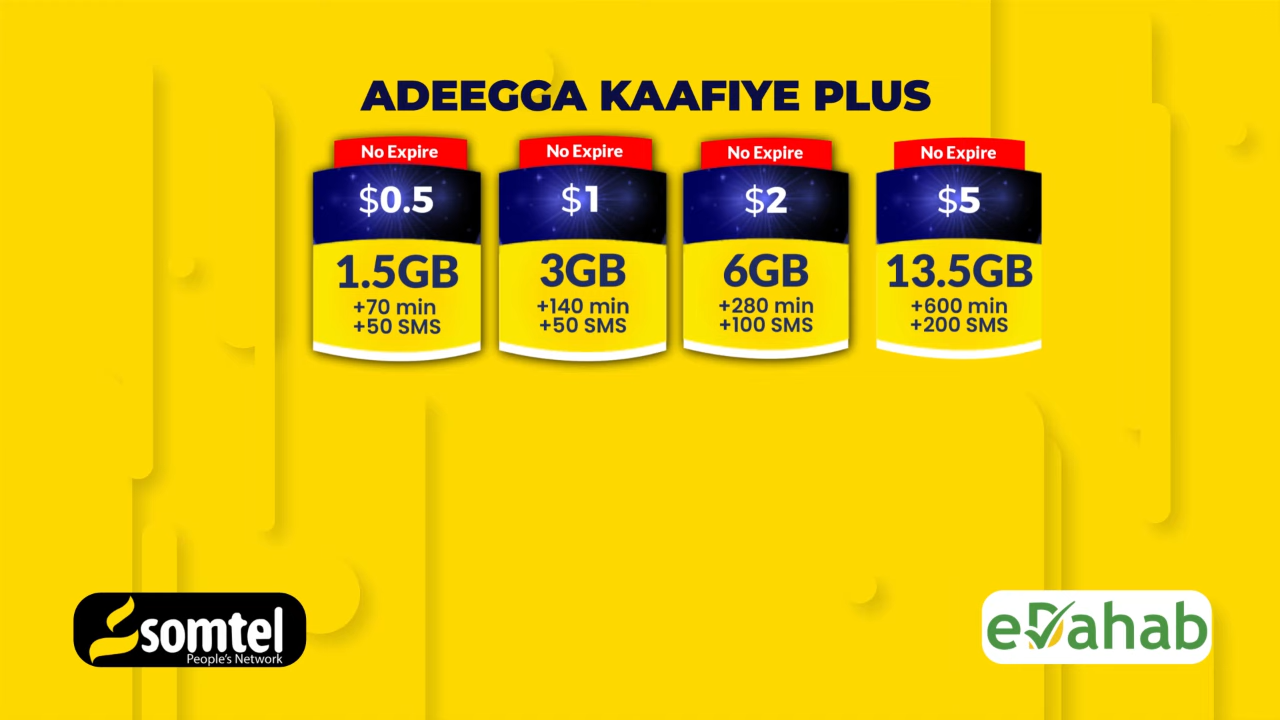 ADEEGGA KAAFIYE PLUS
No Expire
$0.5
1.5GB
+70 min
+50 SMS
No Expire
$1
3GB
+140 min
+50 SMS
No Expire
$2
6GB
+280 min
+100 SMS
No Expire
$5
13.5GB
+600 min
+200 SMS
somtel
People's Network
eDahab